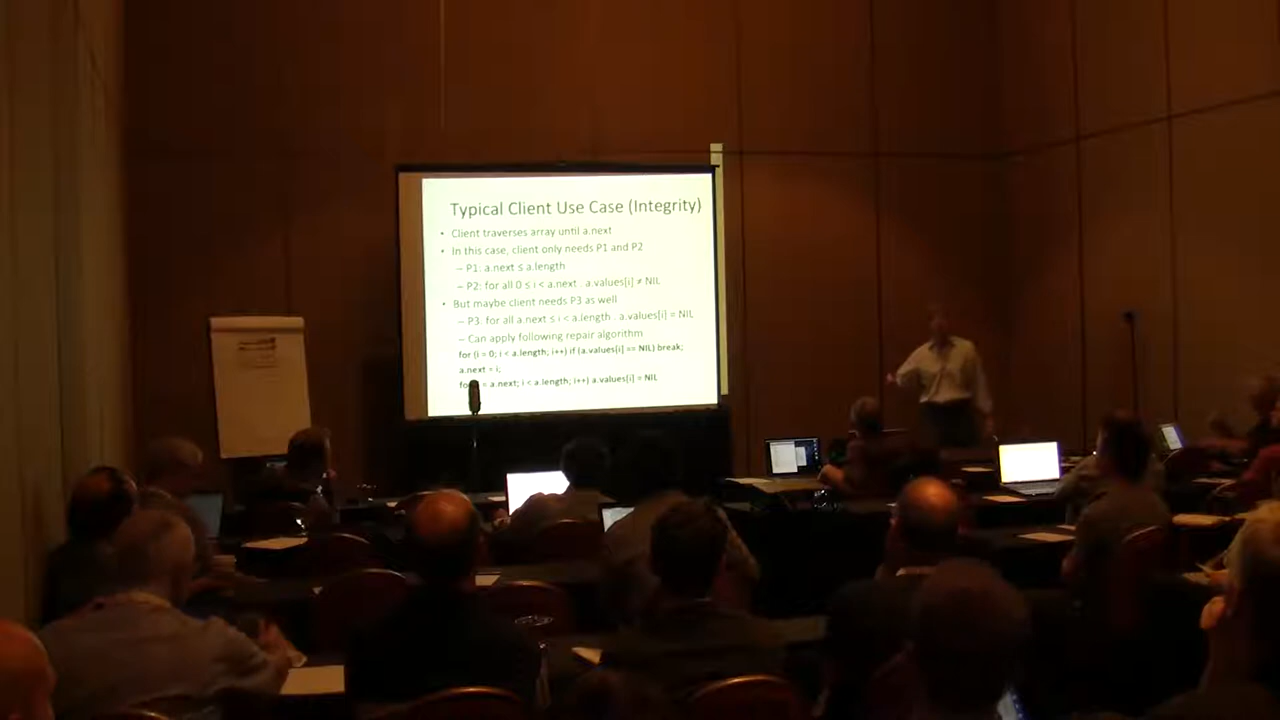 Typical Client Use Case (Integrity)
• Client traverses array until a.next
• In this case, client only needs P1 and P2
– P1: a.next ≤ a.length
– P2: for all 0 ≤ i < a.next . a.values[i] ≠ NIL
• But maybe client needs P3 as well
– P3: for all a.next ≤ i < a.length . a.values[i] = NIL
– Can apply following repair algorithm
for (i = 0; i < a.length; i++) if (a.values[i] == NIL) break;
a.next = i;
= a.next; i < a.length; i++) a.values[i] = NIL